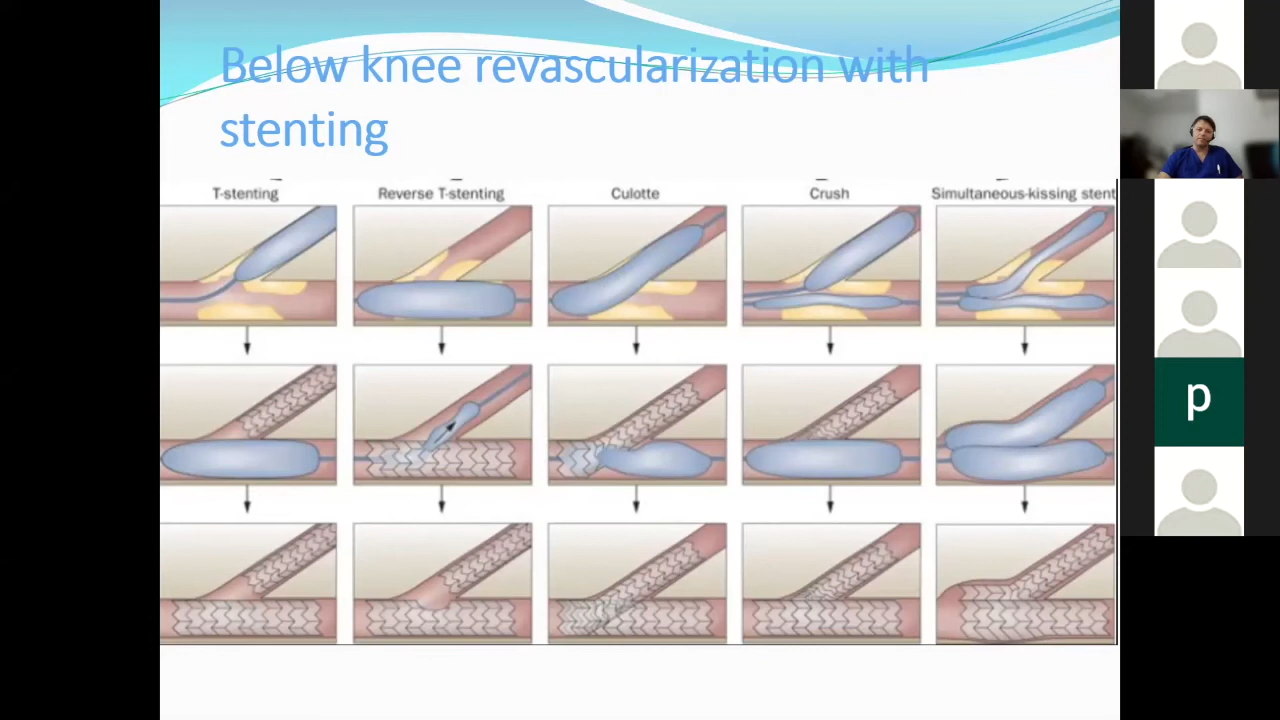 Below knee revascularization with
stenting
T-stenting
Reverse T-stenting
Culotte
Crush
Simultaneous-kissing stent
p